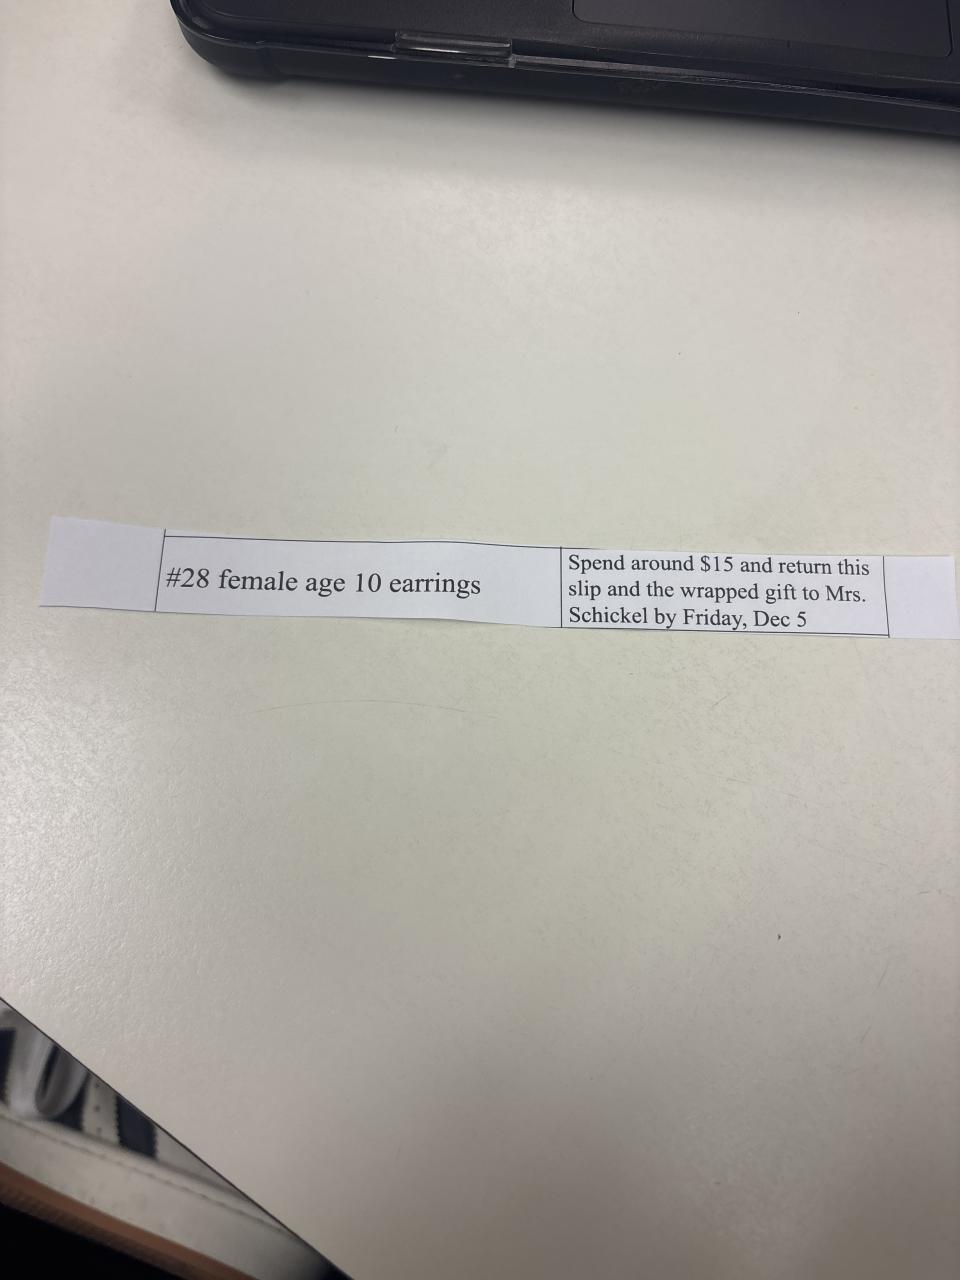 #28 female age 10 earrings
Spend around $15 and return this
slip and the wrapped gift to Mrs.
Schickel by Friday, Dec 5